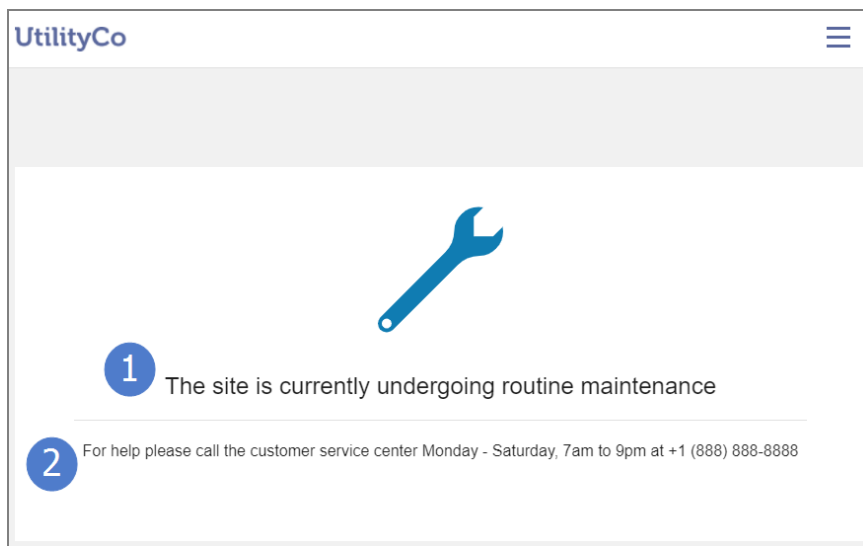 UtilityCo
1
The site is currently undergoing routine maintenance
2
For help please call the customer service center Monday - Saturday, 7am to 9pm at +1 (888) 888-8888